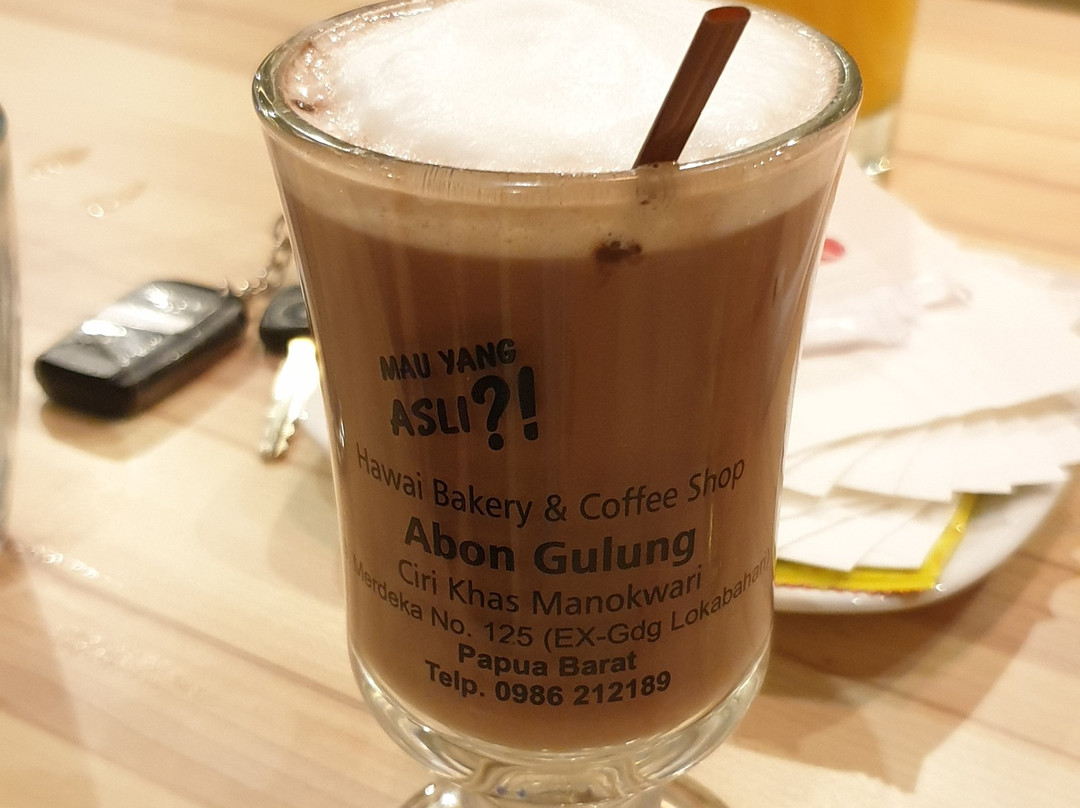 MAU YANG
ASLI?!
Hawai Bakery & Coffee Shop
Abon Gulung
Ciri Khas Manokwari
Merdeka No. 125 (EX-Gdg Lokabahari)
Papua Barat
Telp. 0986 212189